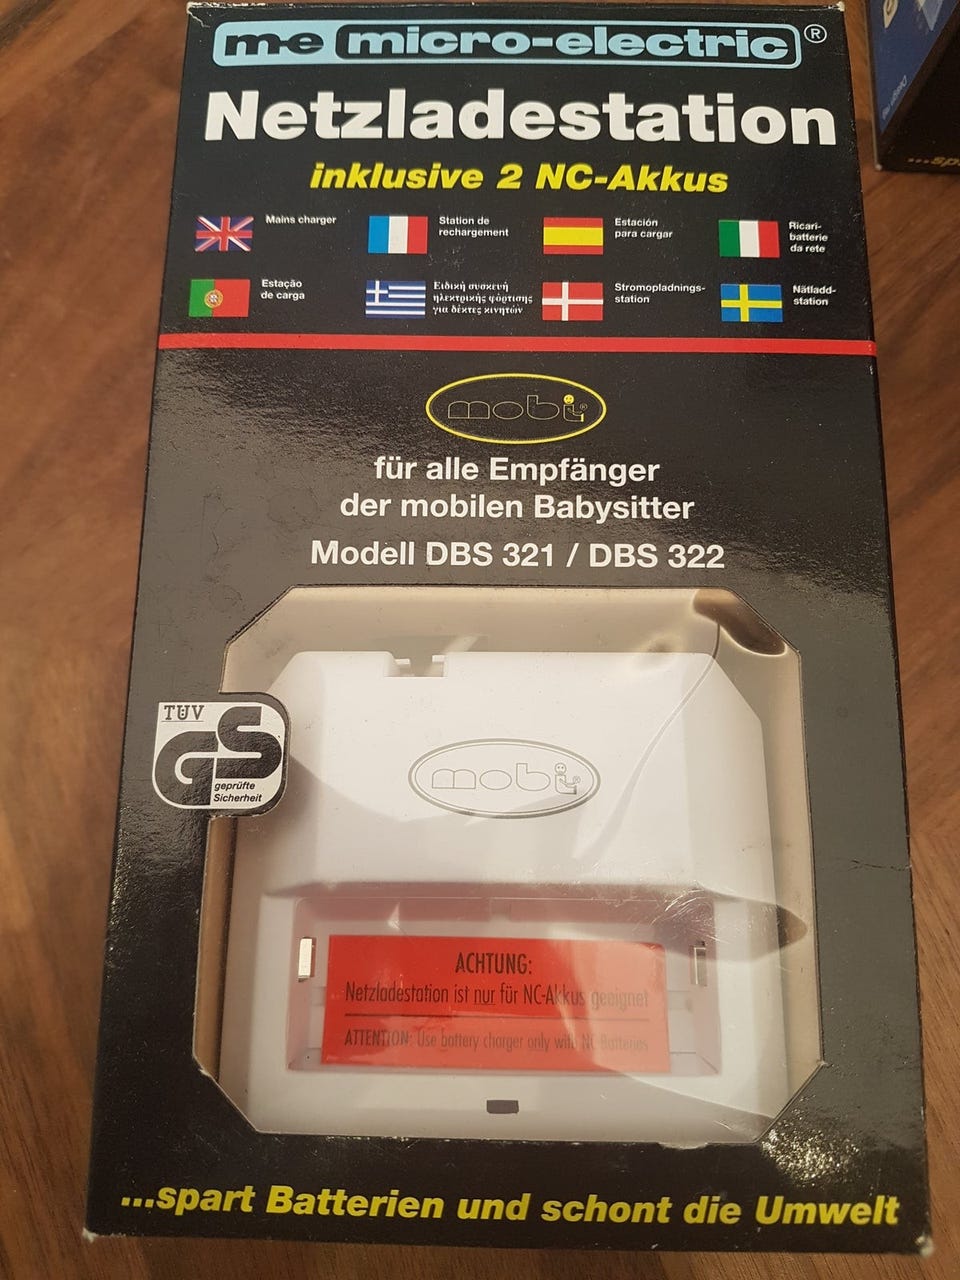 m-e micro-electric®
Netzladestation
inklusive 2 NC-Akkus
Mains charger
Station de
rechargement
Estación
para cargar
Ricari-
batterie
da rete
Estação
de carga
Ειδική συσκευή
ηλεκτρικής φόρτισης
για δέκτες κινητών
Stromopladnings-
station
Nätladd-
station
mobi
für alle Empfänger
der mobilen Babysitter
Modell DBS 321 / DBS 322
TÜV
GS
geprüfte
Sicherheit
mobi
ACHTUNG:
Netzladestation ist nur für NC-Akkus geeignet
ATTENTION: Use battery charger only with NC-Batteries
...spart Batterien und schont die Umwelt